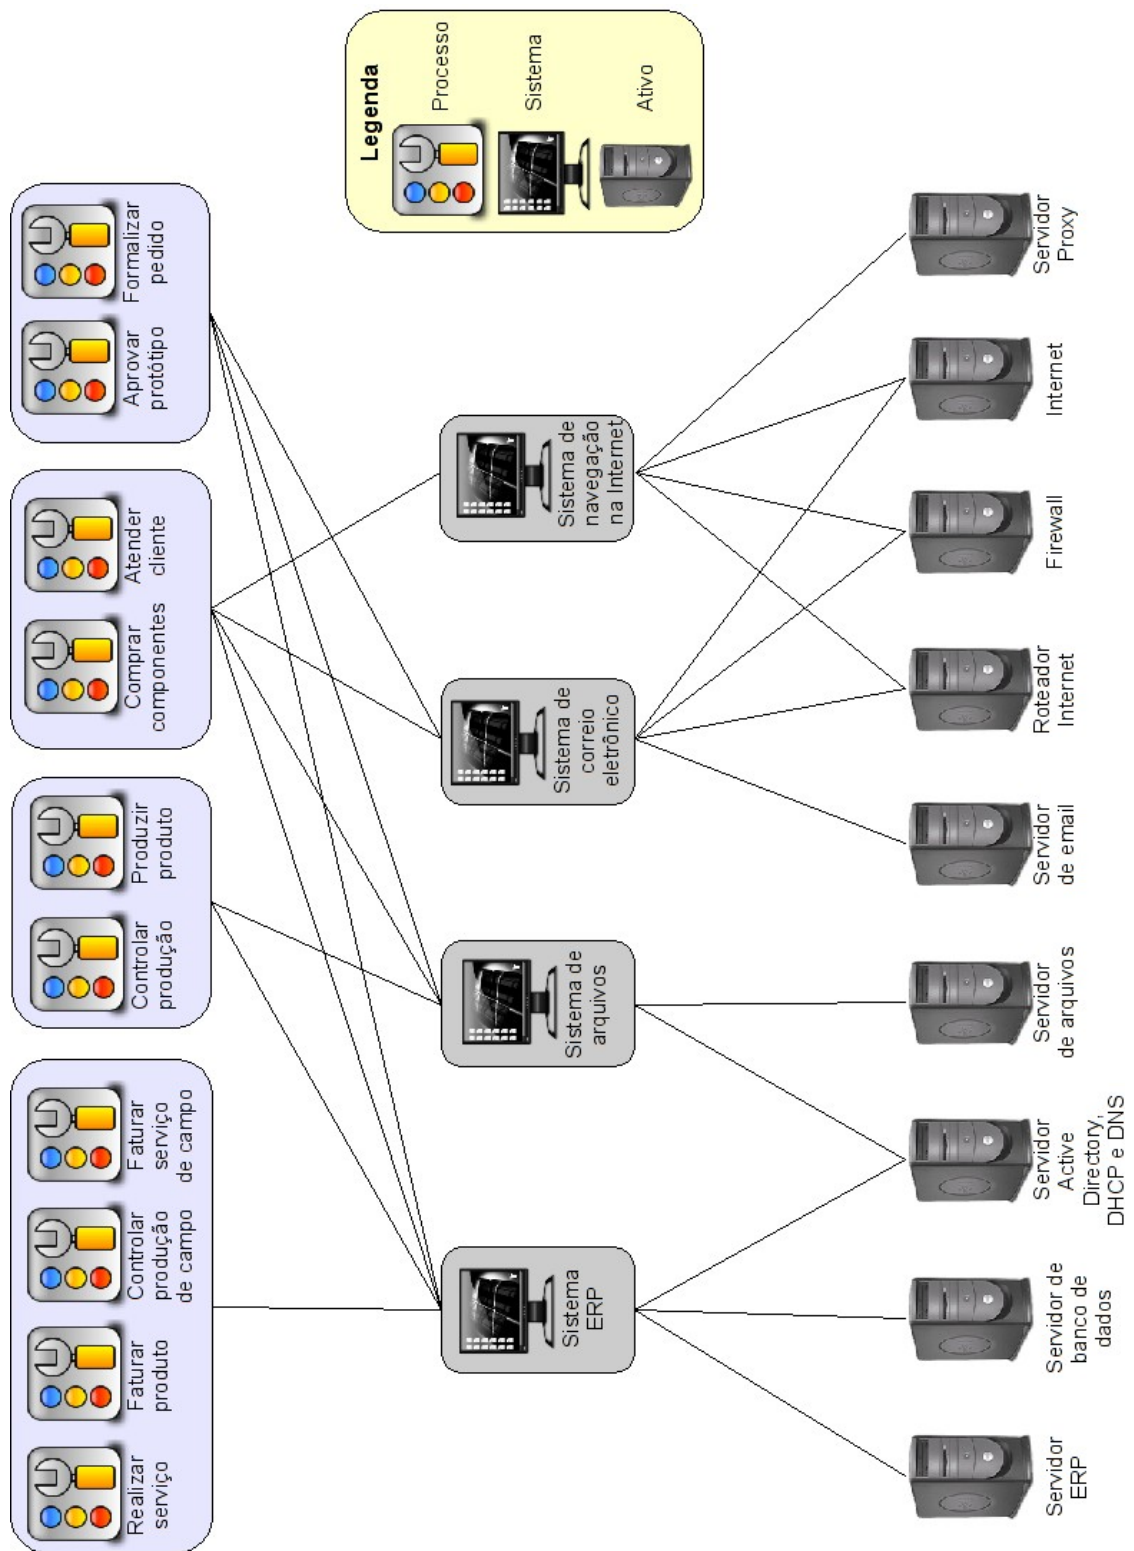 Realizar
serviço
Faturar
produto
Controlar
produção
de campo
Faturar
serviço
de campo
Controlar
produção
Produzir
produto
Comprar
componentes
Atender
cliente
Aprovar
protótipo
Formalizar
pedido
Legenda
Processo
Sistema
Ativo
Sistema
ERP
Sistema de
arquivos
Sistema de
correio
eletrônico
Sistema de
navegação
na Internet
Servidor
ERP
Servidor de
banco de
dados
Servidor
Active
Directory,
DHCP e DNS
Servidor
de arquivos
Servidor
de email
Roteador
Internet
Firewall
Internet
Servidor
Proxy